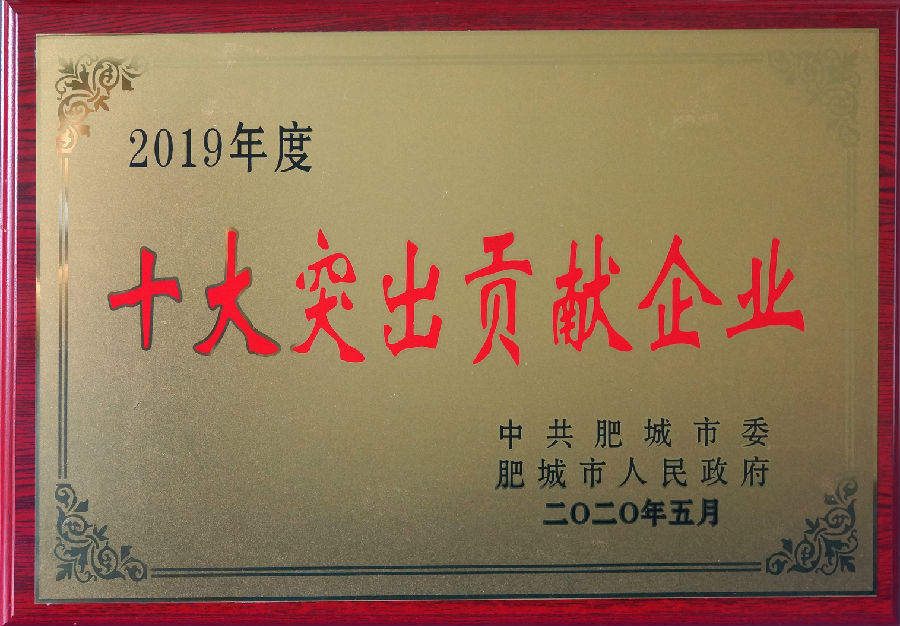 2019年度
十大突出贡献企业
中共肥城市委
肥城市人民政府
二〇二〇年五月